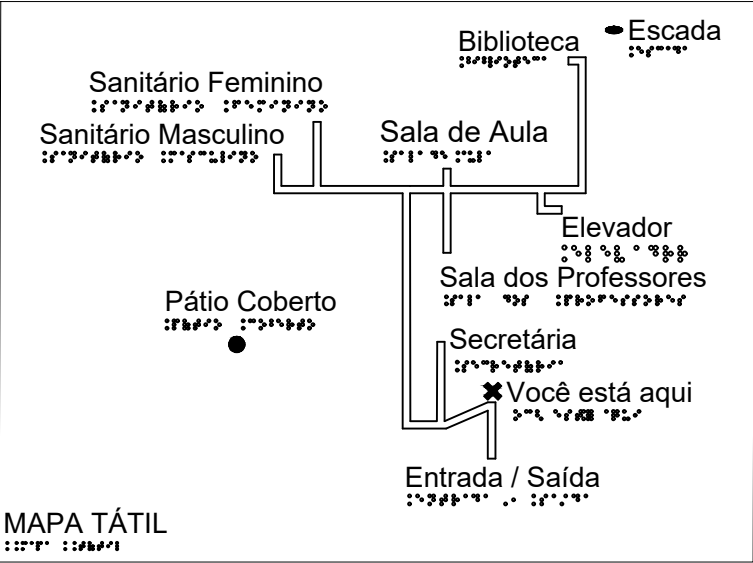 Escada
Biblioteca
Sanitário Feminino
Sanitário Masculino
Sala de Aula
Elevador
Sala dos Professores
Pátio Coberto
Secretária
Você está aqui
Entrada / Saída
MAPA TÁTIL